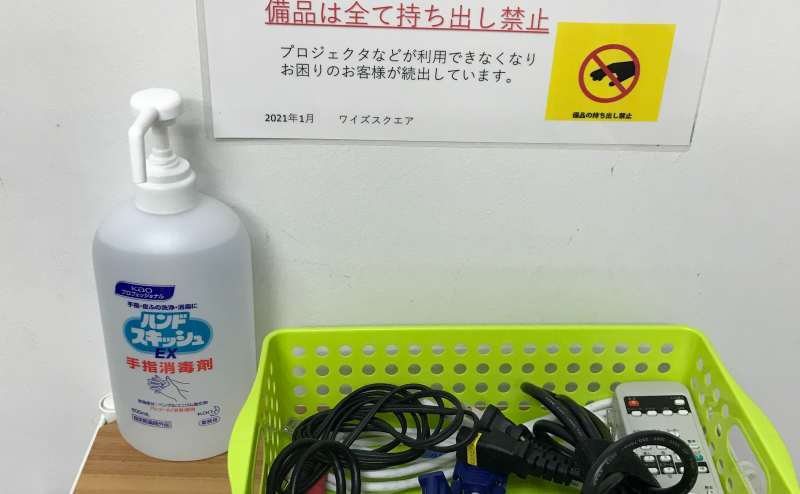 備品は全て持ち出し禁止
プロジェクタなどが利用できなくなり
お困りのお客様が続出しています。
備品の持ち出し禁止
2021年1月 ワイズスクエア
Kao
プロフェッショナル
手指・皮ふの洗浄・消毒に
ハンド
スキッシュ
EX
手指消毒剤
800mL
Kao